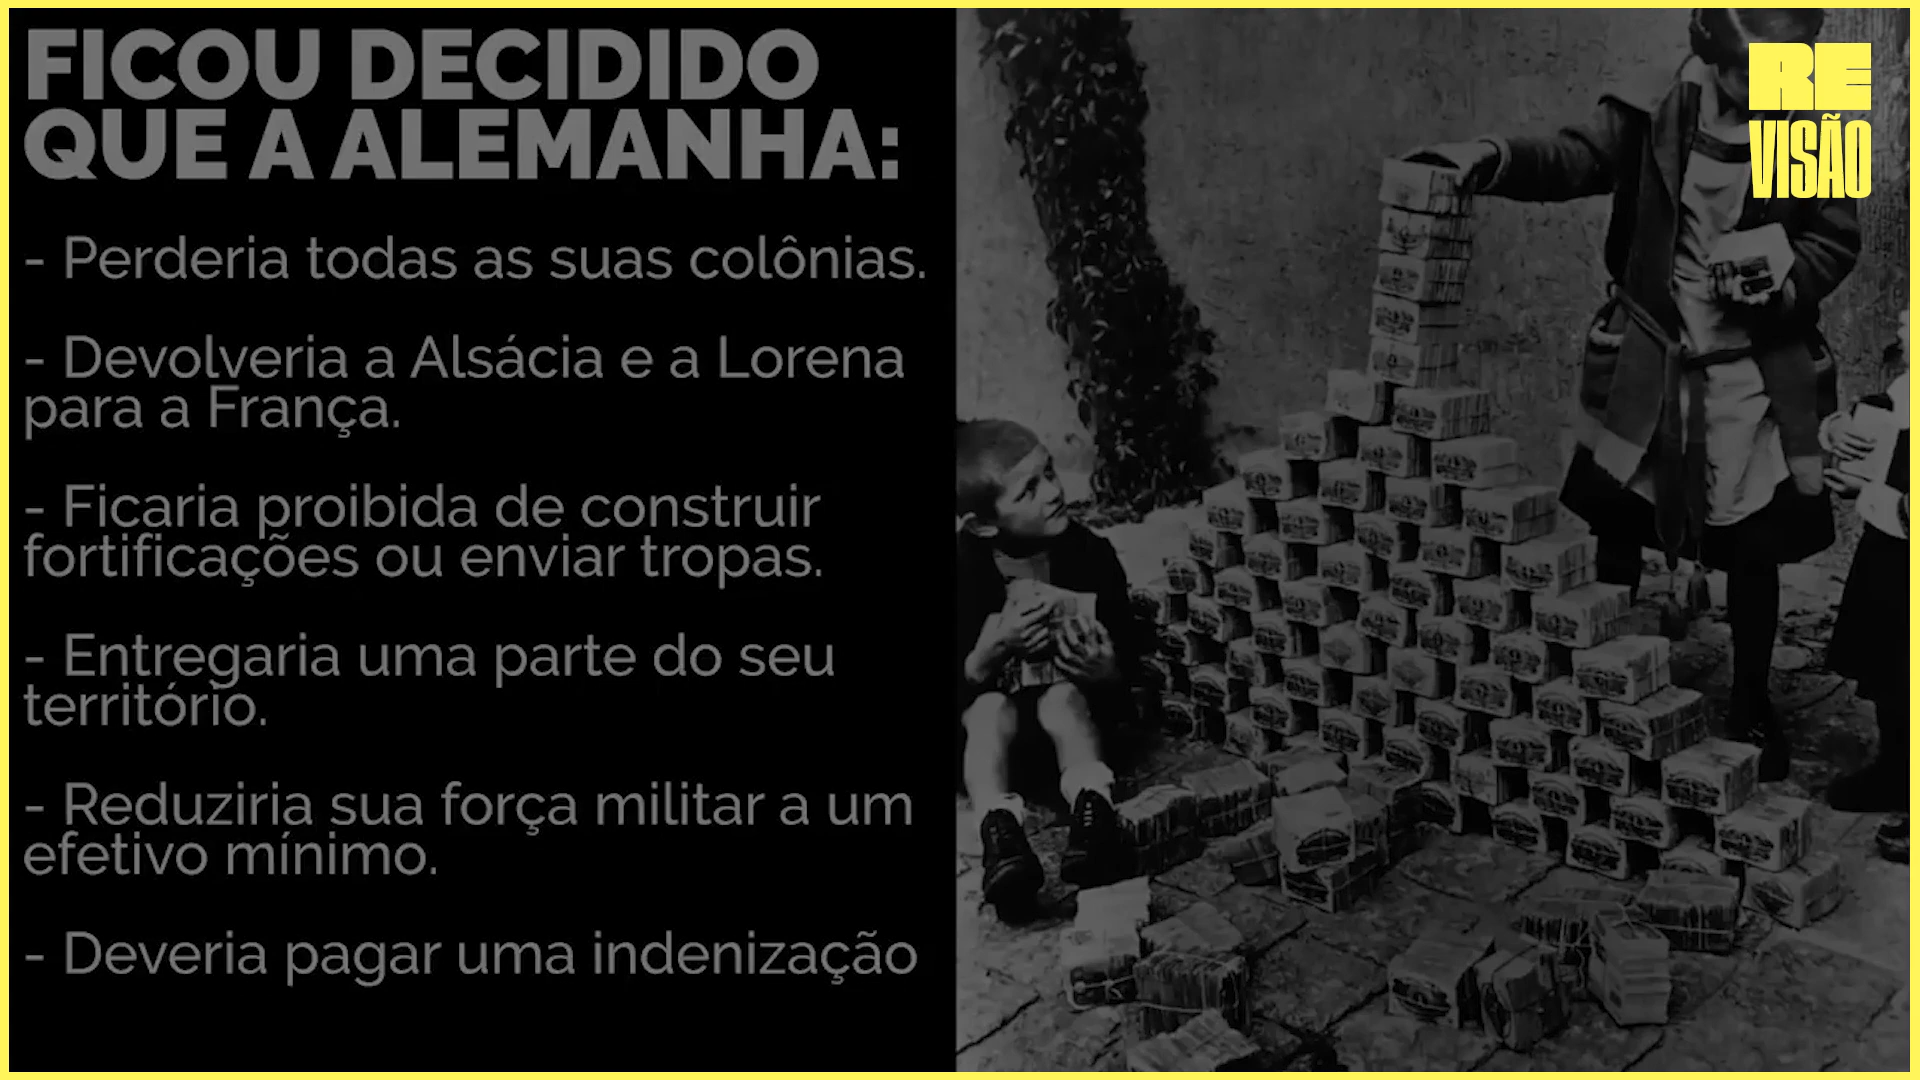 FICOU DECIDIDO
QUE A ALEMANHA:
- Perderia todas as suas colônias.
- Devolveria a Alsácia e a Lorena
para a França.
- Ficaria proibida de construir
fortificações ou enviar tropas.
- Entregaria uma parte do seu
território.
- Reduziria sua força militar a um
efetivo mínimo.
- Deveria pagar uma indenização
RE
VISÃO